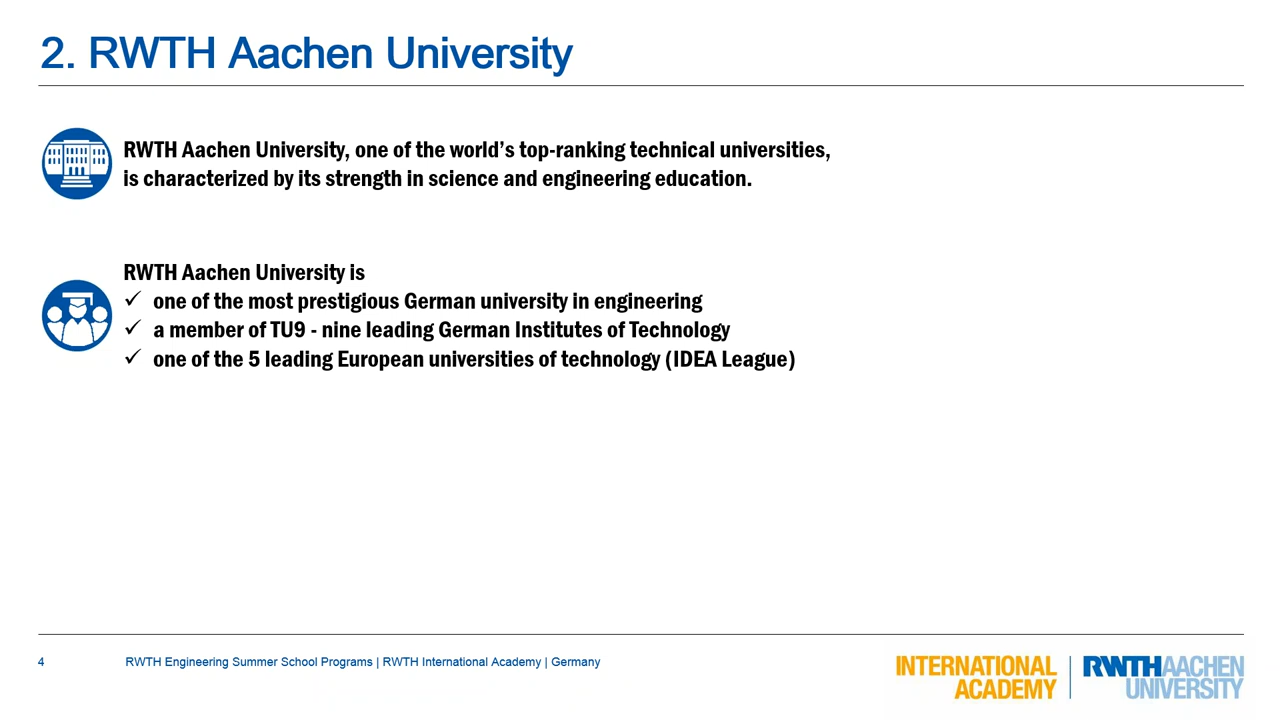 2. RWTH Aachen University
RWTH Aachen University, one of the world’s top-ranking technical universities,
is characterized by its strength in science and engineering education.
RWTH Aachen University is
✓ one of the most prestigious German university in engineering
✓ a member of TU9 - nine leading German Institutes of Technology
✓ one of the 5 leading European universities of technology (IDEA League)
4 RWTH Engineering Summer School Programs | RWTH International Academy | Germany
INTERNATIONAL
ACADEMY
RWTHAACHEN
UNIVERSITY